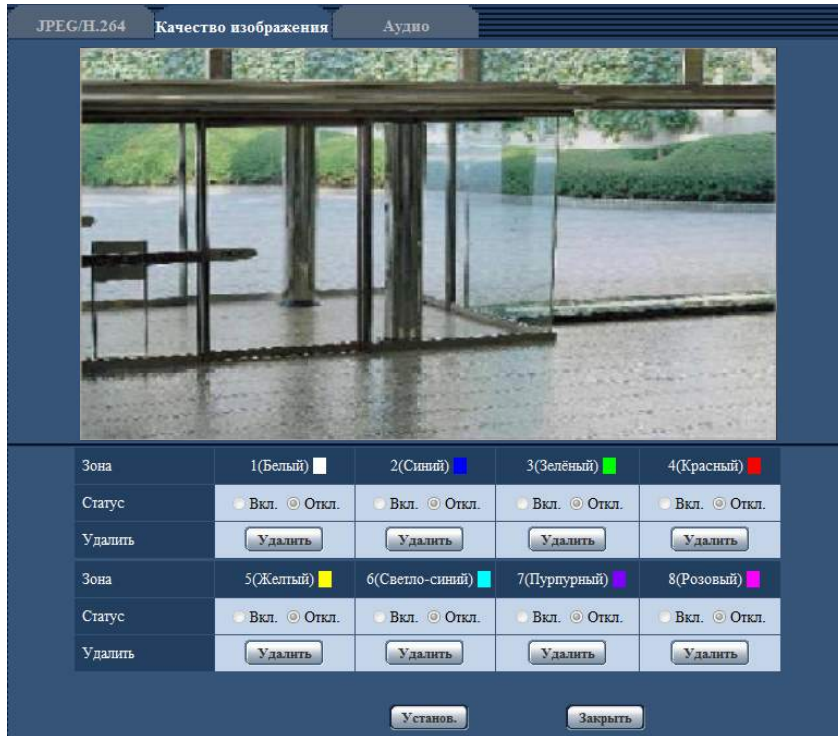 JPEG/H.264 Качество изображения Аудио
Зона 1(Белый) 2(Синий) 3(Зелёный) 4(Красный)
Статус Вкл. Откл. Вкл. Откл. Вкл. Откл. Вкл. Откл.
Удалить Удалить Удалить Удалить Удалить
Зона 5(Желтый) 6(Светло-синий) 7(Пурпурный) 8(Розовый)
Статус Вкл. Откл. Вкл. Откл. Вкл. Откл. Вкл. Откл.
Удалить Удалить Удалить Удалить Удалить
Установ. Закрыть